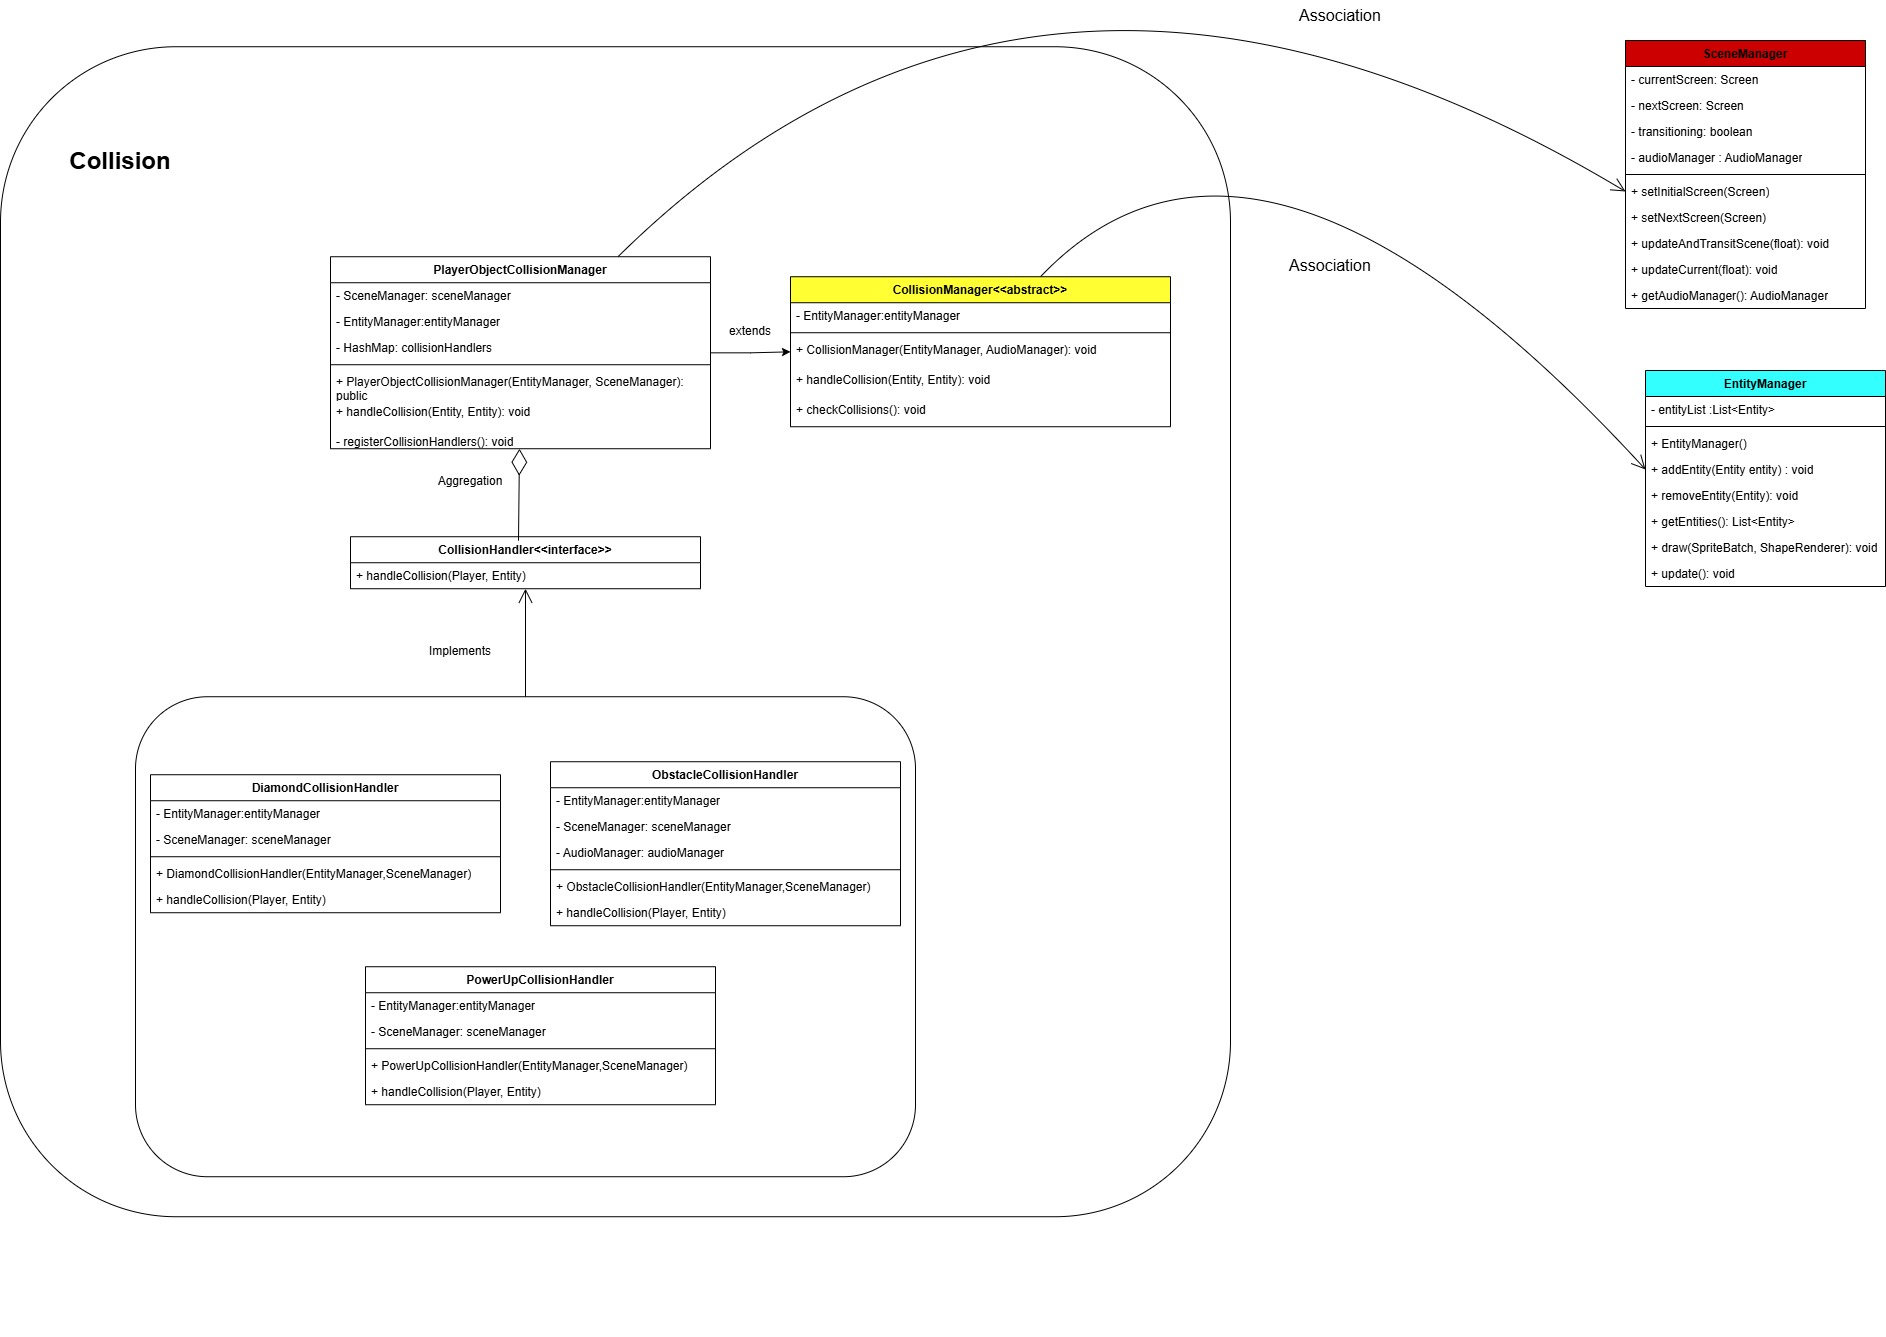 Association
SceneManager
- currentScreen: Screen
- nextScreen: Screen
- transitioning: boolean
- audioManager : AudioManager
+ setInitialScreen(Screen)
+ setNextScreen(Screen)
+ updateAndTransitScene(float): void
+ updateCurrent(float): void
+ getAudioManager(): AudioManager
Collision
PlayerObjectCollisionManager
- SceneManager: sceneManager
- EntityManager:entityManager
- HashMap: collisionHandlers
+ PlayerObjectCollisionManager(EntityManager, SceneManager):
public
+ handleCollision(Entity, Entity): void
- registerCollisionHandlers(): void
extends
CollisionManager<<abstract>>
- EntityManager:entityManager
+ CollisionManager(EntityManager, AudioManager): void
+ handleCollision(Entity, Entity): void
+ checkCollisions(): void
Association
EntityManager
- entityList :List<Entity>
+ EntityManager()
+ addEntity(Entity entity) : void
+ removeEntity(Entity): void
+ getEntities(): List<Entity>
+ draw(SpriteBatch, ShapeRenderer): void
+ update(): void
Aggregation
CollisionHandler<<interface>>
+ handleCollision(Player, Entity)
Implements
DiamondCollisionHandler
- EntityManager:entityManager
- SceneManager: sceneManager
+ DiamondCollisionHandler(EntityManager,SceneManager)
+ handleCollision(Player, Entity)
ObstacleCollisionHandler
- EntityManager:entityManager
- SceneManager: sceneManager
- AudioManager: audioManager
+ ObstacleCollisionHandler(EntityManager,SceneManager)
+ handleCollision(Player, Entity)
PowerUpCollisionHandler
- EntityManager:entityManager
- SceneManager: sceneManager
+ PowerUpCollisionHandler(EntityManager,SceneManager)
+ handleCollision(Player, Entity)